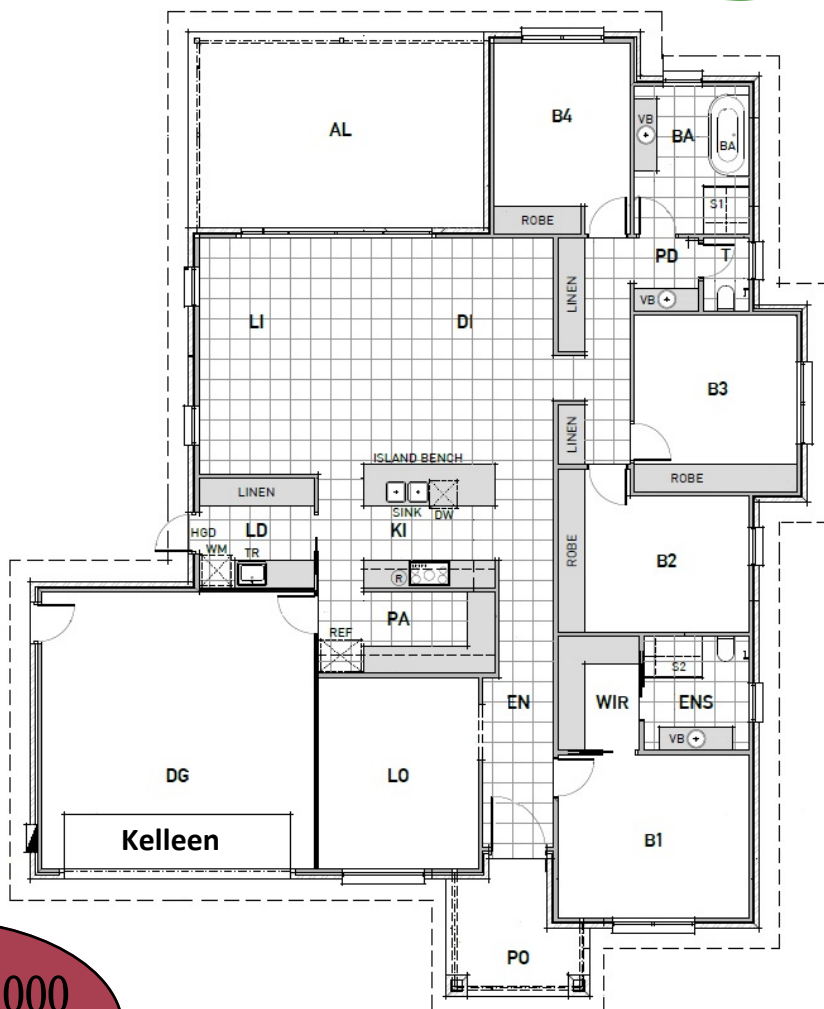 AL
B4
VB
BA
BA
ROBE
S1
PD
T
LINEN
VB
LI
DI
B3
LINEN
ISLAND BENCH
ROBE
LINEN
SINK
DW
HGD
LD
KI
WM
TR
ROBE
B2
R
PA
REF
S2
EN
WIR
ENS
VB
DG
LO
Kelleen
B1
PO
000